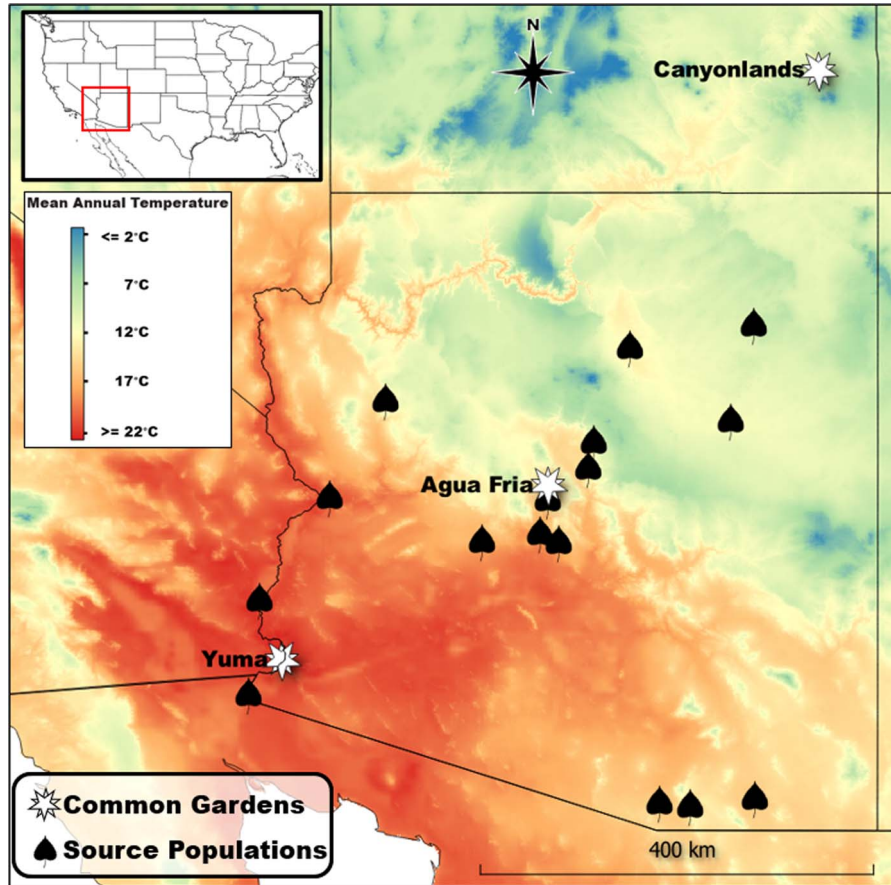 N
Canyonlands
Mean Annual Temperature
<= 2°C
7°C
12°C
17°C
>= 22°C
Agua Fria
Yuma
Common Gardens
Source Populations
400 km